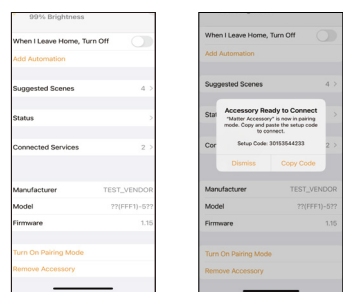 99% Brightness
When I Leave Home, Turn Off
Add Automation
Suggested Scenes 4 >
Status >
Connected Services 2 >
Manufacturer TEST_VENDOR
Model ??(FFF1)-5??
Firmware 1.15
Turn On Pairing Mode
Remove Accessory
When I Leave Home, Turn Off
Add Automation
Suggested Scenes 4 >
Stat
Accessory Ready to Connect
"Matter Accessory" is now in pairing
mode. Copy and paste the setup code
to connect.
Setup Code: 30153544233
Con 2 >
Dismiss Copy Code
Manufacturer TEST_VENDOR
Model ??(FFF1)-5??
Firmware 1.15
Turn On Pairing Mode
Remove Accessory